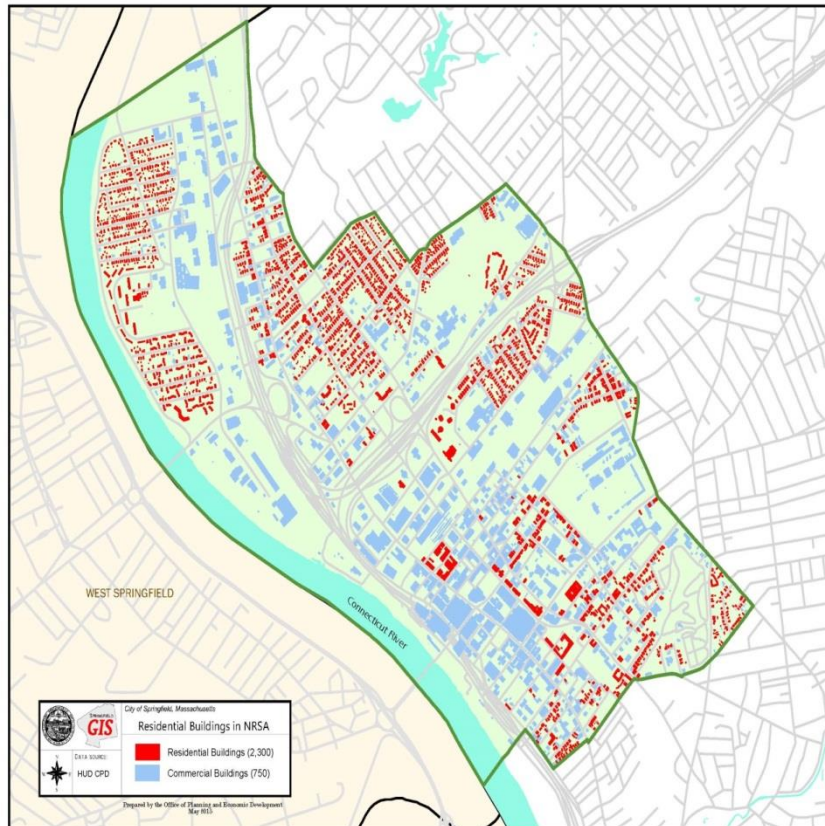 WEST SPRINGFIELD
Connecticut River
City of Springfield, Massachusetts
SPRINGFIELD
GIS
Residential Buildings in NRSA
DATA SOURCE:
HUD CPD
N
W
E
S
Residential Buildings (2,300)
Commercial Buildings (750)
Prepared by the Office of Planning and Economic Development